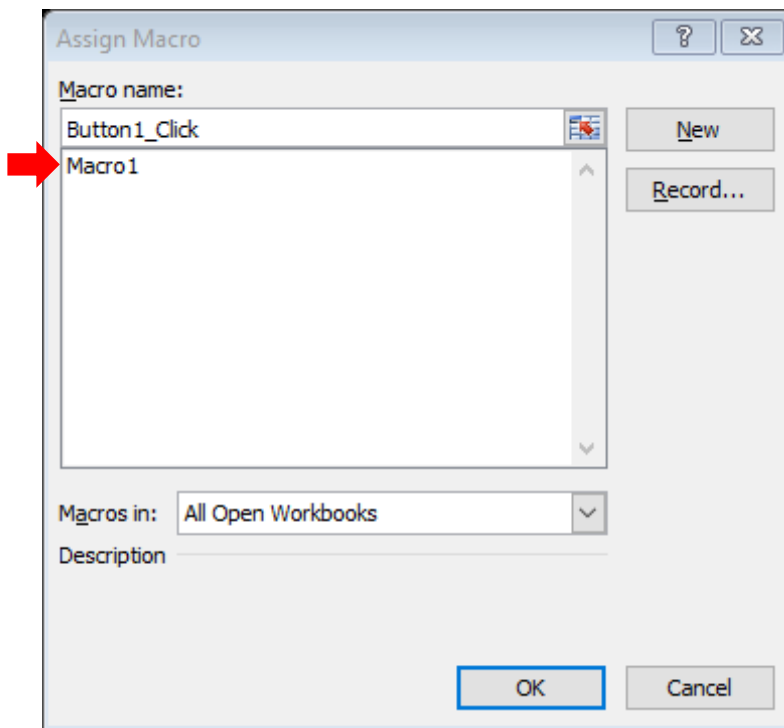 Assign Macro
Macro name:
Button1_Click
New
Macro1
Record...
Macros in:
All Open Workbooks
Description
OK
Cancel